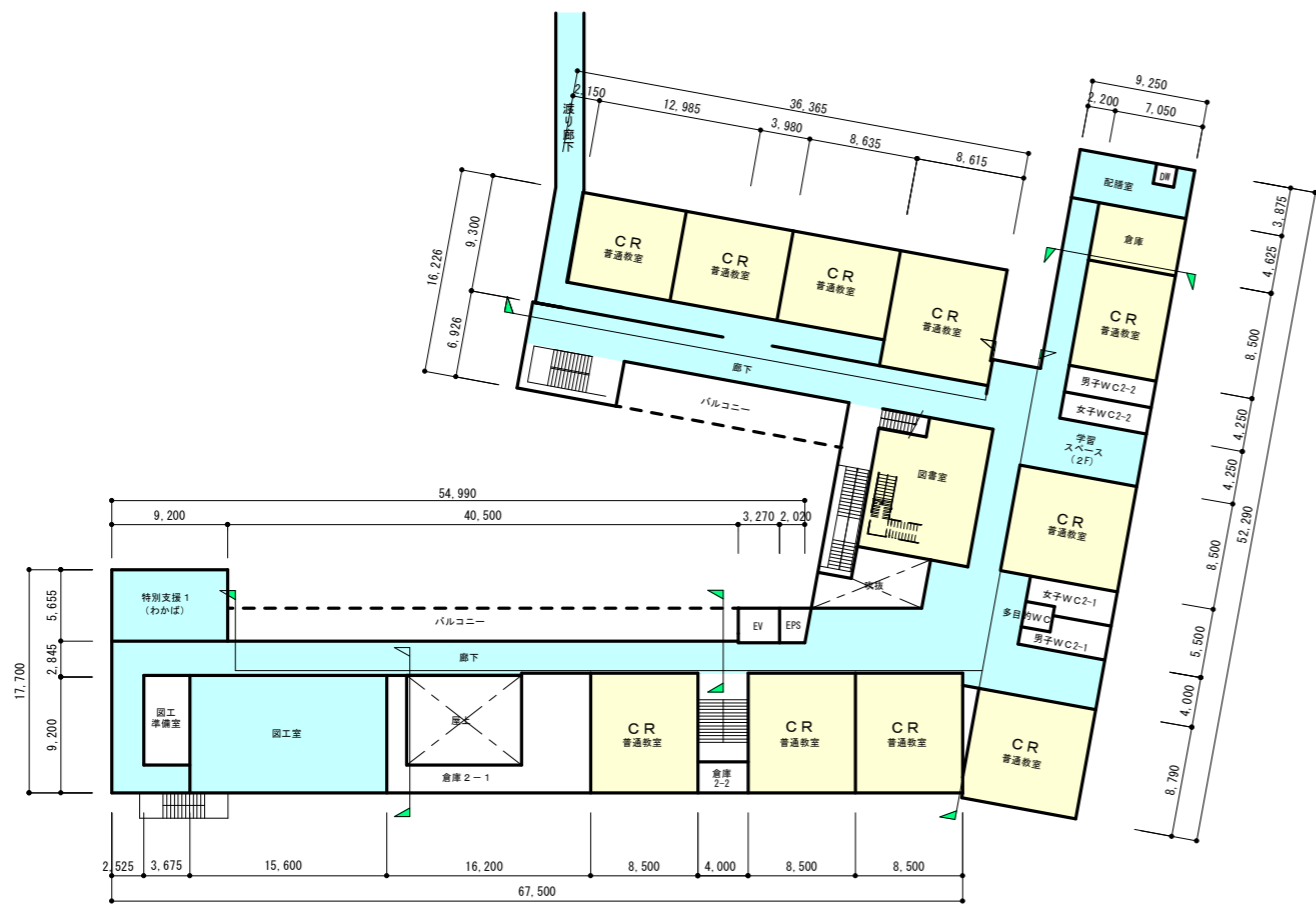 渡り廊下
2,150
36,365
12,985
3,980
8,635
8,615
9,250
2,200
7,050
16,226
9,300
6,926
配膳室
DW
倉庫
CR
普通教室
CR
普通教室
CR
普通教室
CR
普通教室
CR
普通教室
男子WC2-2
女子WC2-2
学習
スペース
(2F)
廊下
バルコニー
図書室
CR
普通教室
吹抜
女子WC2-1
多目的WC
男子WC2-1
CR
普通教室
3,875
4,625
8,500
4,250
4,250
8,500
5,500
4,000
8,790
52,290
54,990
9,200
40,500
3,270
2,020
17,700
5,655
2,845
9,200
特別支援1
(わかば)
バルコニー
EV
EPS
廊下
図工
準備室
図工室
屋上
倉庫2-1
CR
普通教室
倉庫
2-2
CR
普通教室
CR
普通教室
2,525
3,675
15,600
16,200
8,500
4,000
8,500
8,500
67,500